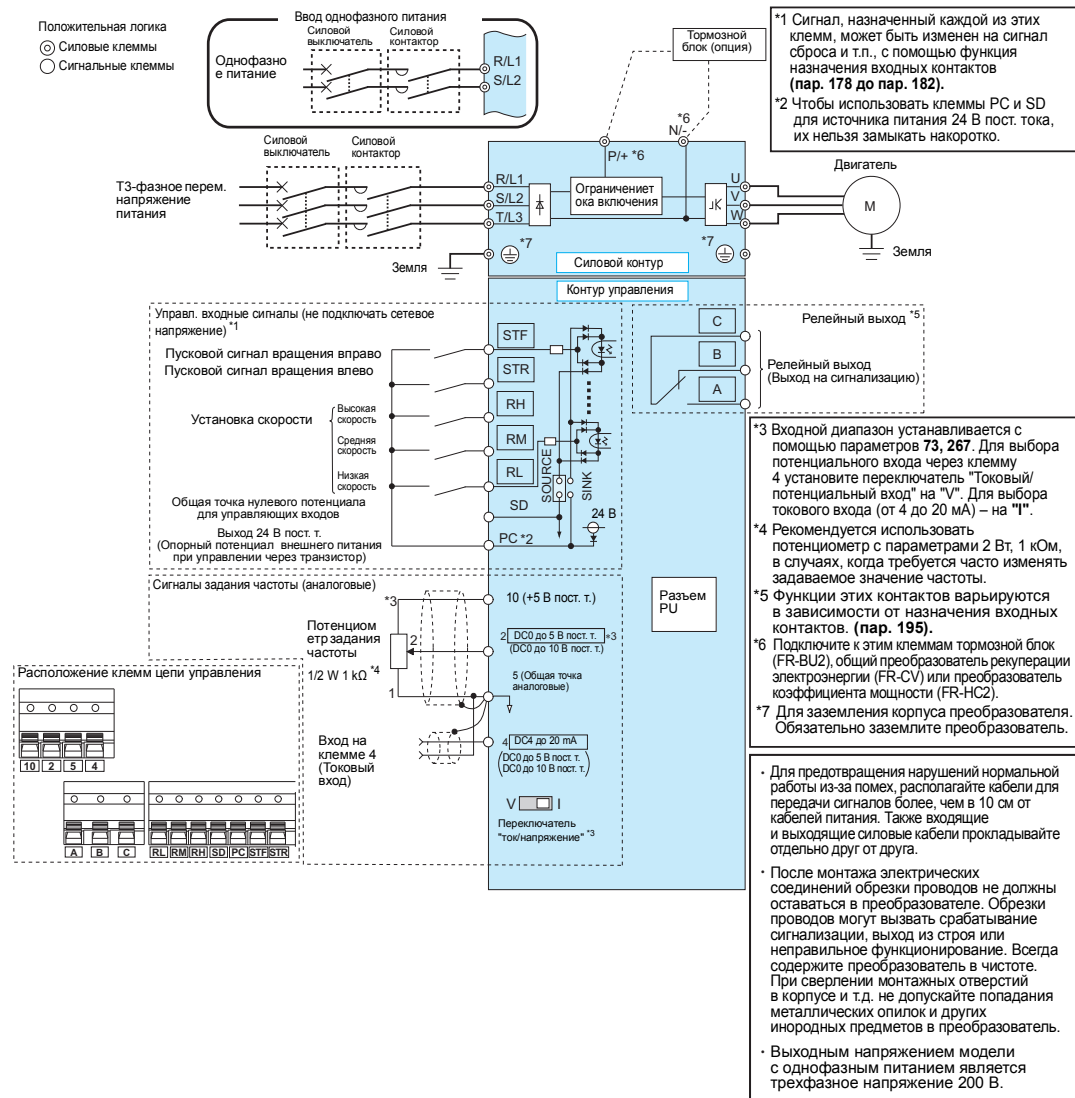 Положительная логика
Силовые клеммы
Сигнальные клеммы
Ввод однофазного питания
Силовой
выключатель
Силовой
контактор
Однофазно
е питание
R/L1
S/L2
Тормозной
блок (опция)
*1 Сигнал, назначенный каждой из этих
клемм, может быть изменен на сигнал
сброса и т.п., с помощью функция
назначения входных контактов
(пар. 178 до пар. 182).
*2 Чтобы использовать клеммы PC и SD
для источника питания 24 В пост. тока,
их нельзя замыкать накоротко.
Силовой
выключатель
Силовой
контактор
*6
N/-
P/+ *6
Двигатель
Т3-фазное перем.
напряжение
питания
R/L1
S/L2
T/L3
Ограничениет
ока включения
U
V
W
M
*7
*7
Земля
Земля
Силовой контур
Контур управления
Управл. входные сигналы (не подключать сетевое
напряжение) *1
Пусковой сигнал вращения вправо
Пусковой сигнал вращения влево
Установка скорости
Высокая
скорость
Средняя
скорость
Низкая
скорость
Общая точка нулевого потенциала
для управляющих входов
Выход 24 В пост. т.
(Опорный потенциал внешнего питания
при управлении через транзистор)
STF
STR
RH
RM
RL
SD
PC *2
SOURCE
SINK
24 В
C
B
A
Релейный выход *5
Релейный выход
(Выход на сигнализацию)
*3 Входной диапазон устанавливается с
помощью параметров 73, 267. Для выбора
потенциального входа через клемму
4 установите переключатель "Токовый/
потенциальный вход" на "V". Для выбора
токового входа (от 4 до 20 мА) – на "I".
*4 Рекомендуется использовать
потенциометр с параметрами 2 Вт, 1 кОм,
в случаях, когда требуется часто изменять
задаваемое значение частоты.
*5 Функции этих контактов варьируются
в зависимости от назначения входных
контактов. (пар. 195).
*6 Подключите к этим клеммам тормозной блок
(FR-BU2), общий преобразователь рекуперации
электроэнергии (FR-CV) или преобразователь
коэффициента мощности (FR-HC2).
*7 Для заземления корпуса преобразователя.
Обязательно заземлите преобразователь.
Сигналы задания частоты (аналоговые)
*3
Потенциом
етр задания
частоты
1/2 W 1 kΩ *4
2
1
10 (+5 В пост. т.)
2 DC0 до 5 В пост. т. *3
(DC0 до 10 В пост. т.)
5 (Общая точка
аналоговые)
Разъем
PU
Вход на
клемме 4
(Токовый
вход)
4 DC4 до 20 mA
(DC0 до 5 В пост. т.
DC0 до 10 В пост. т.)
V I
Переключатель
"ток/напряжение" *3
Расположение клемм цепи управления
10 2 5 4
A B C RL RM RH SD PC STF STR
· Для предотвращения нарушений нормальной
работы из-за помех, располагайте кабели для
передачи сигналов более, чем в 10 см от
кабелей питания. Также входящие
и выходящие силовые кабели прокладывайте
отдельно друг от друга.
· После монтажа электрических
соединений обрезки проводов не должны
оставаться в преобразователе. Обрезки
проводов могут вызвать срабатывание
сигнализации, выход из строя или
неправильное функционирование. Всегда
содержите преобразователь в чистоте.
При сверлении монтажных отверстий
в корпусе и т.д. не допускайте попадания
металлических опилок и других
инородных предметов в преобразователь.
· Выходным напряжением модели
с однофазным питанием является
трехфазное напряжение 200 В.